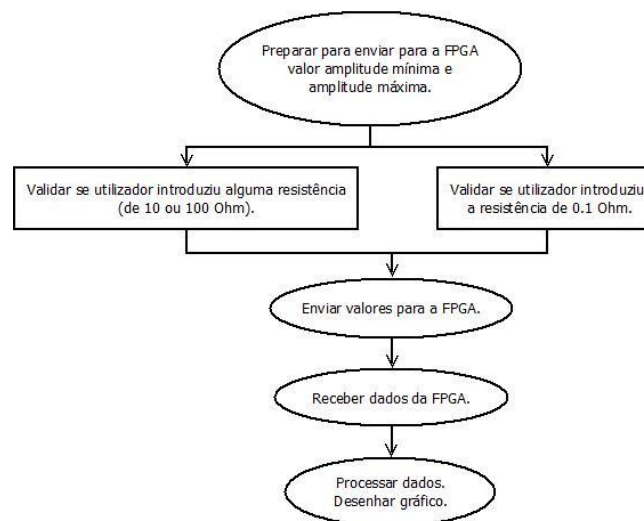 Preparar para enviar para a FPGA
valor amplitude mínima e
amplitude máxima.
Validar se utilizador introduziu alguma resistência
(de 10 ou 100 Ohm).
Validar se utilizador introduziu
a resistência de 0.1 Ohm.
Enviar valores para a FPGA.
Receber dados da FPGA.
Processar dados.
Desenhar gráfico.